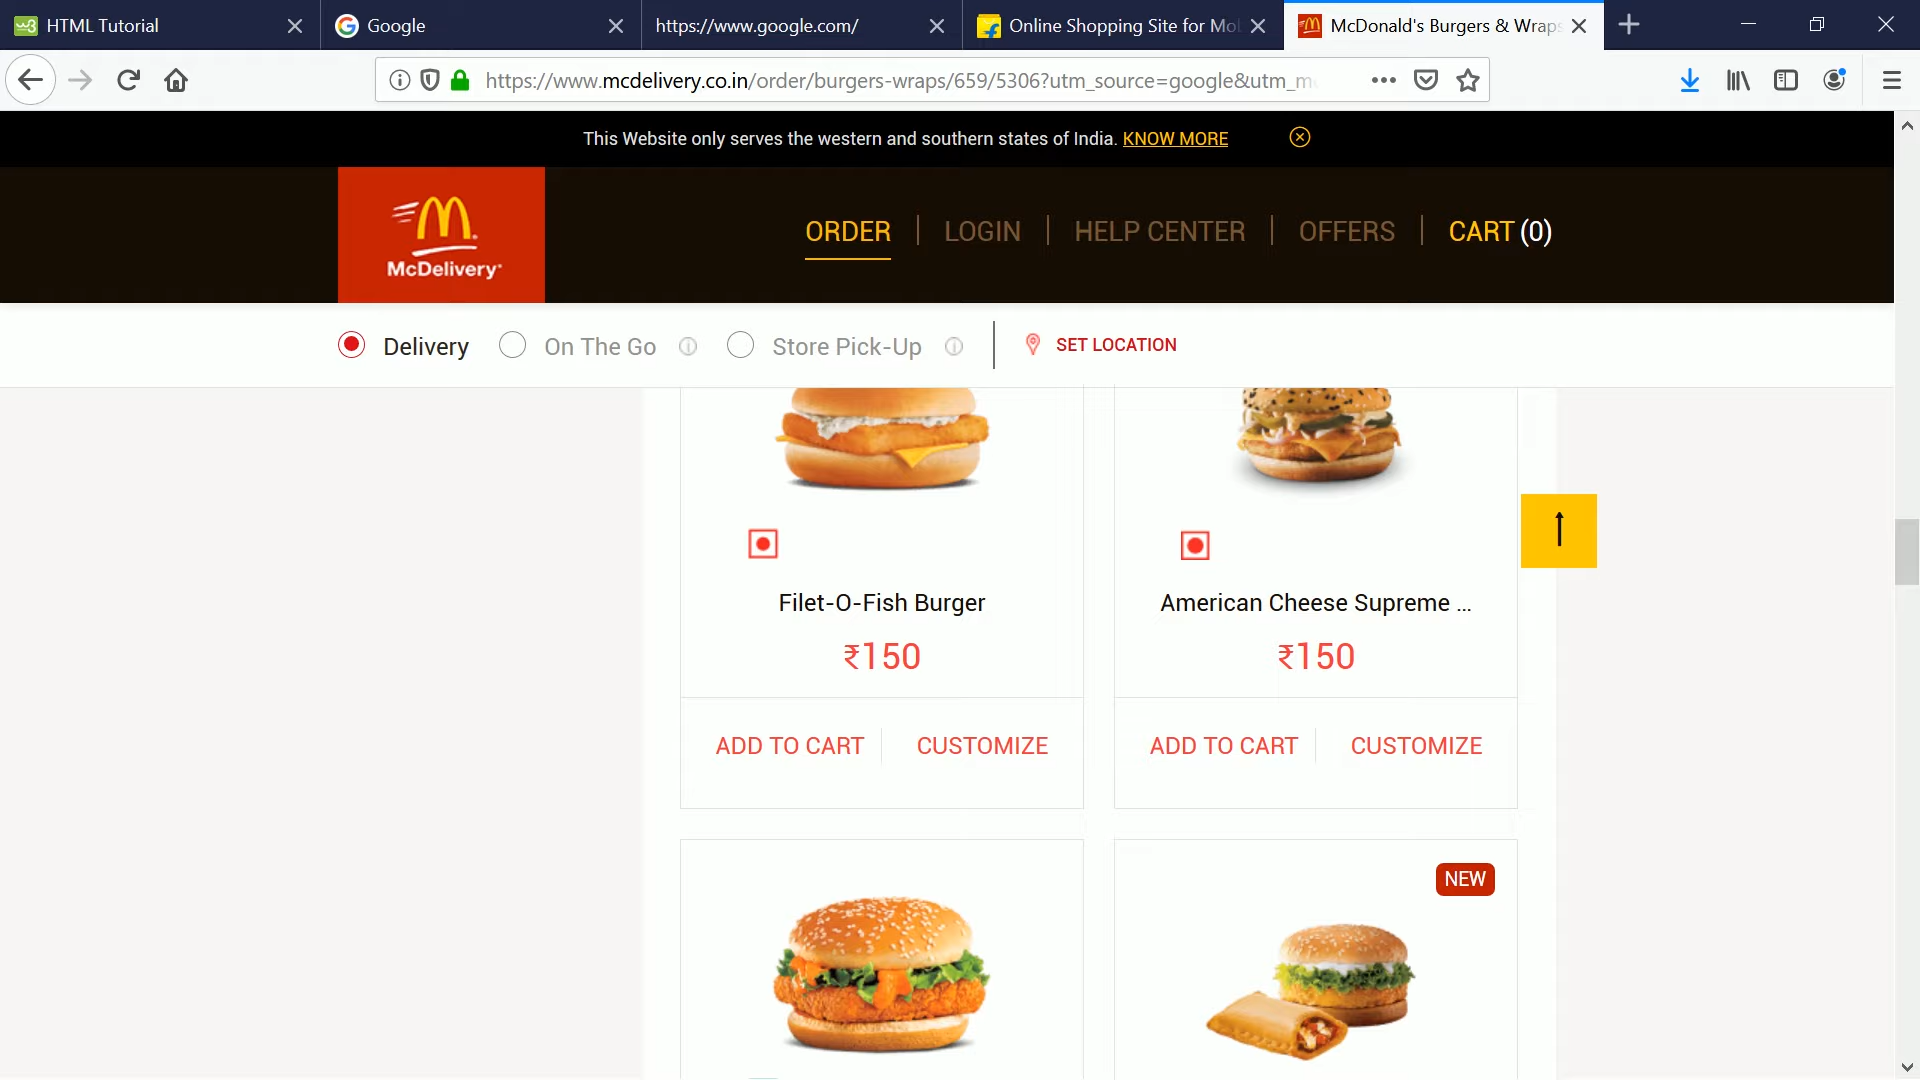 HTML Tutorial
Google
https://www.google.com/
Online Shopping Site for Mo
McDonald's Burgers & Wraps
https://www.mcdelivery.co.in/order/burgers-wraps/659/5306?utm_source=google&utm_m
This Website only serves the western and southern states of India. KNOW MORE
McDelivery
ORDER
LOGIN
HELP CENTER
OFFERS
CART (0)
Delivery
On The Go
Store Pick-Up
SET LOCATION
Filet-O-Fish Burger
₹150
ADD TO CART
CUSTOMIZE
American Cheese Supreme ...
₹150
ADD TO CART
CUSTOMIZE
NEW